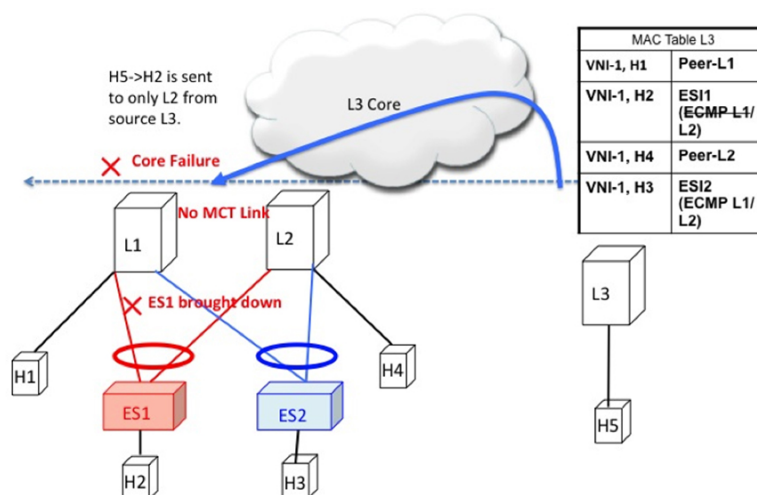 H5->H2 is sent
to only L2 from
source L3.
L3 Core
Core Failure
No MCT Link
L1
L2
L3
ES1 brought down
H1
H4
ES1
ES2
H5
H2
H3
MAC Table L3
VNI-1, H1 Peer-L1
VNI-1, H2 ESI1
(ECMP L1/
L2)
VNI-1, H4 Peer-L2
VNI-1, H3 ESI2
(ECMP L1/
L2)